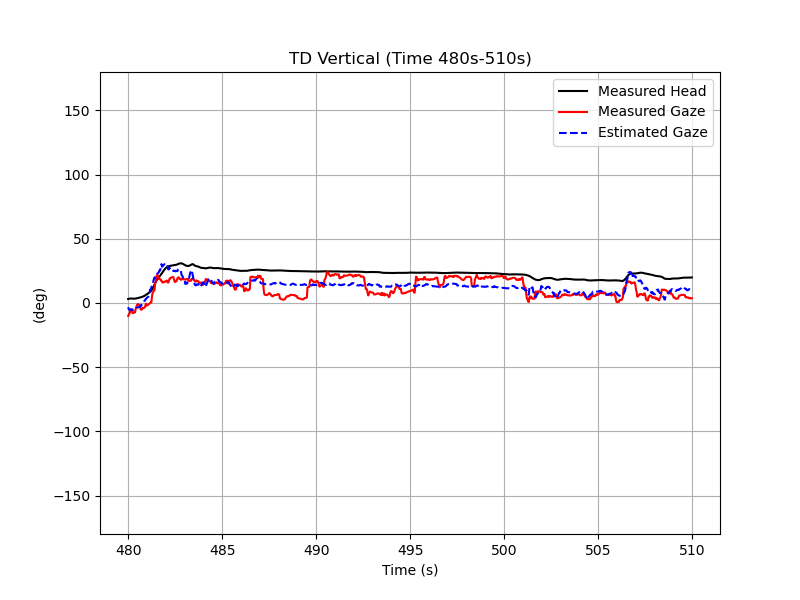 TD Vertical (Time 480s-510s)
Measured Head
Measured Gaze
Estimated Gaze
150
100
50
0
−50
−100
−150
(deg)
480 485 490 495 500 505 510
Time (s)